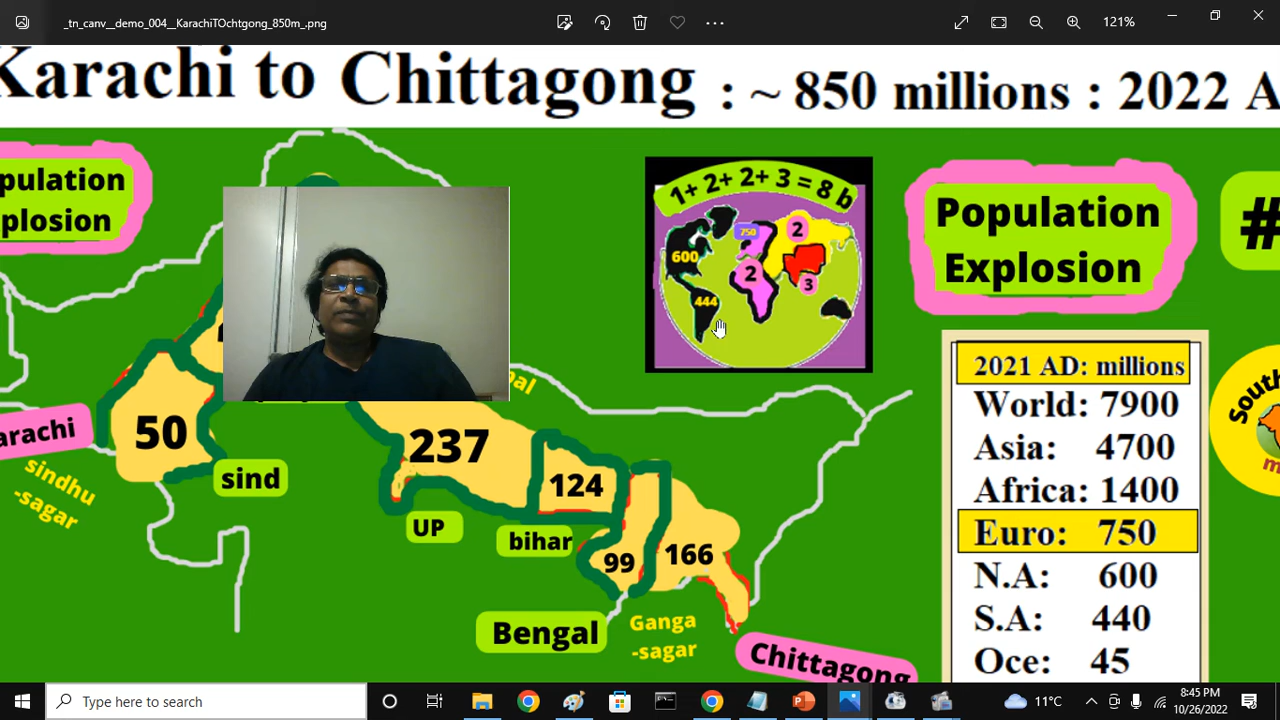 _tn_canv__demo_004__KarachiTOchtgong_850m_.png
121%
Karachi to Chittagong : ~ 850 millions : 2022 A
pulation
plosion
1+ 2+ 2+ 3 = 8 b
750
2
600
2
3
444
Population
Explosion
#
2021 AD: millions
World: 7900
Asia: 4700
Africa: 1400
Euro: 750
N.A: 600
S.A: 440
Oce: 45
South
m
pal
arachi
50
sindhu
-sagar
sind
237
UP
124
bihar
99
166
Bengal
Ganga
-sagar
Chittagong
Type here to search
11°C
8:45 PM
10/26/2022